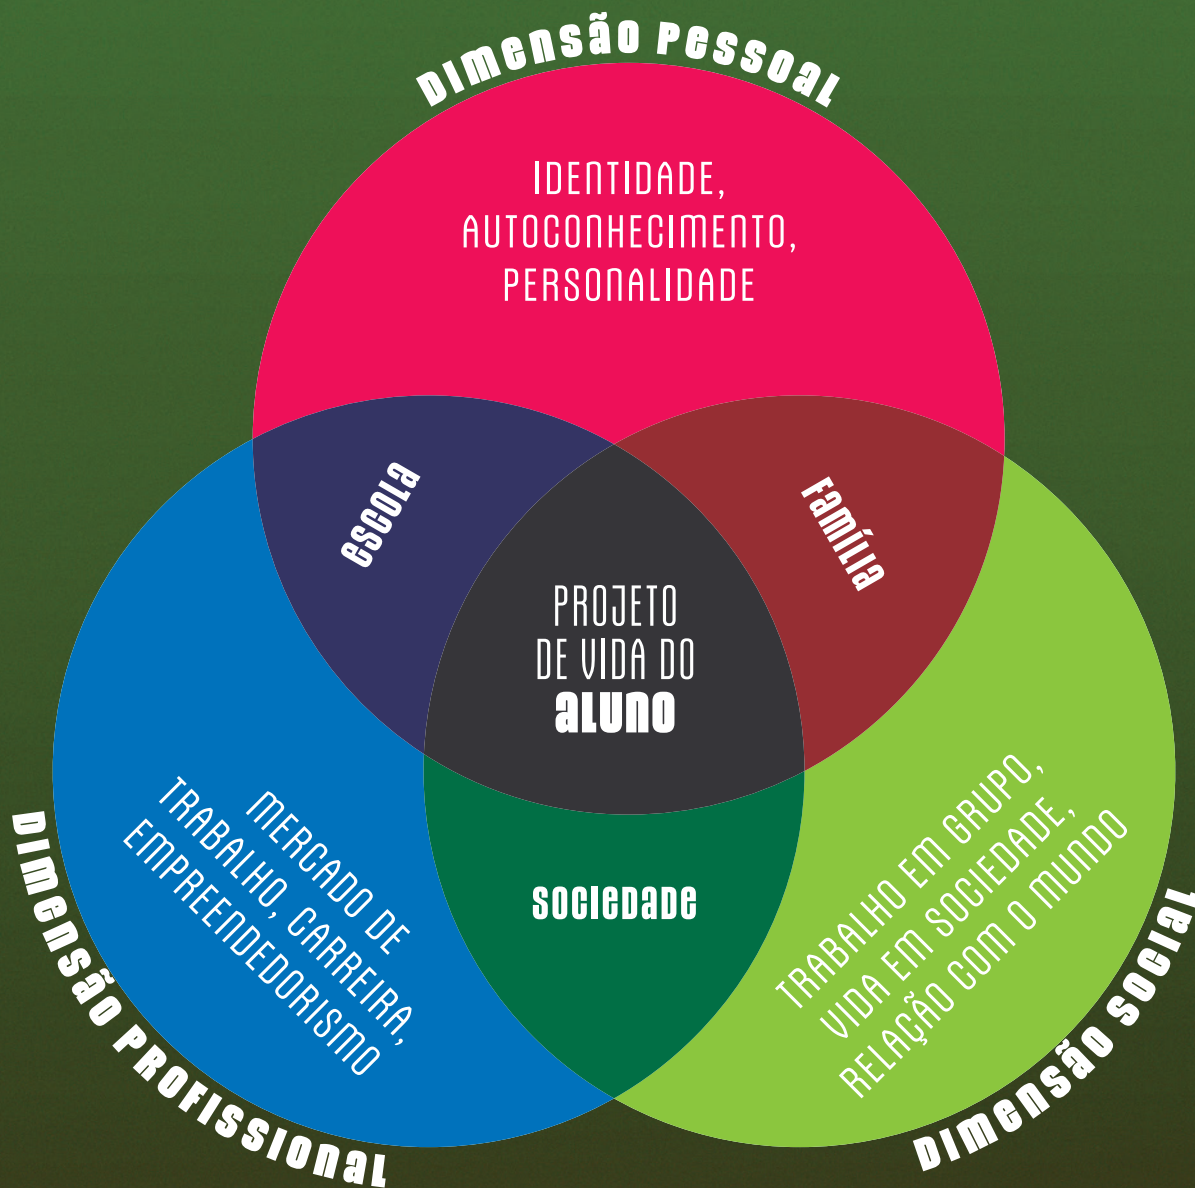 DIMENSÃO PESSOAL
IDENTIDADE,
AUTOCONHECIMENTO,
PERSONALIDADE
ESCOLA
FAMÍLIA
PROJETO
DE VIDA DO
ALUNO
SOCIEDADE
MERCADO DE
TRABALHO, CARREIRA,
EMPREENDEDORISMO
TRABALHO EM GRUPO,
VIDA EM SOCIEDADE,
RELAÇÃO COM O MUNDO
DIMENSÃO PROFISSIONAL
DIMENSÃO SOCIAL